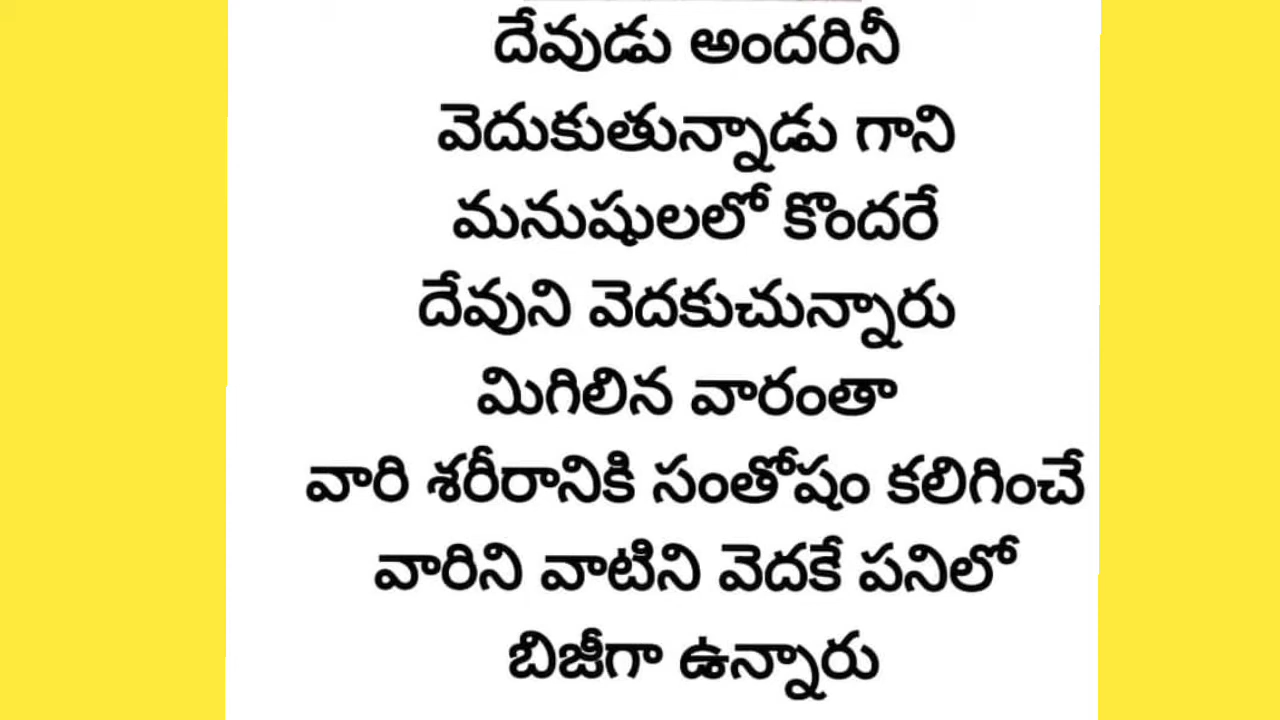 దేవుడు అందరినీ
వెదుకుతున్నాడు గాని
మనుషులలో కొందరే
దేవుని వెదకుచున్నారు
మిగిలిన వారంతా
వారి శరీరానికి సంతోషం కలిగించే
వారిని వాటిని వెదకే పనిలో
బిజీగా ఉన్నారు